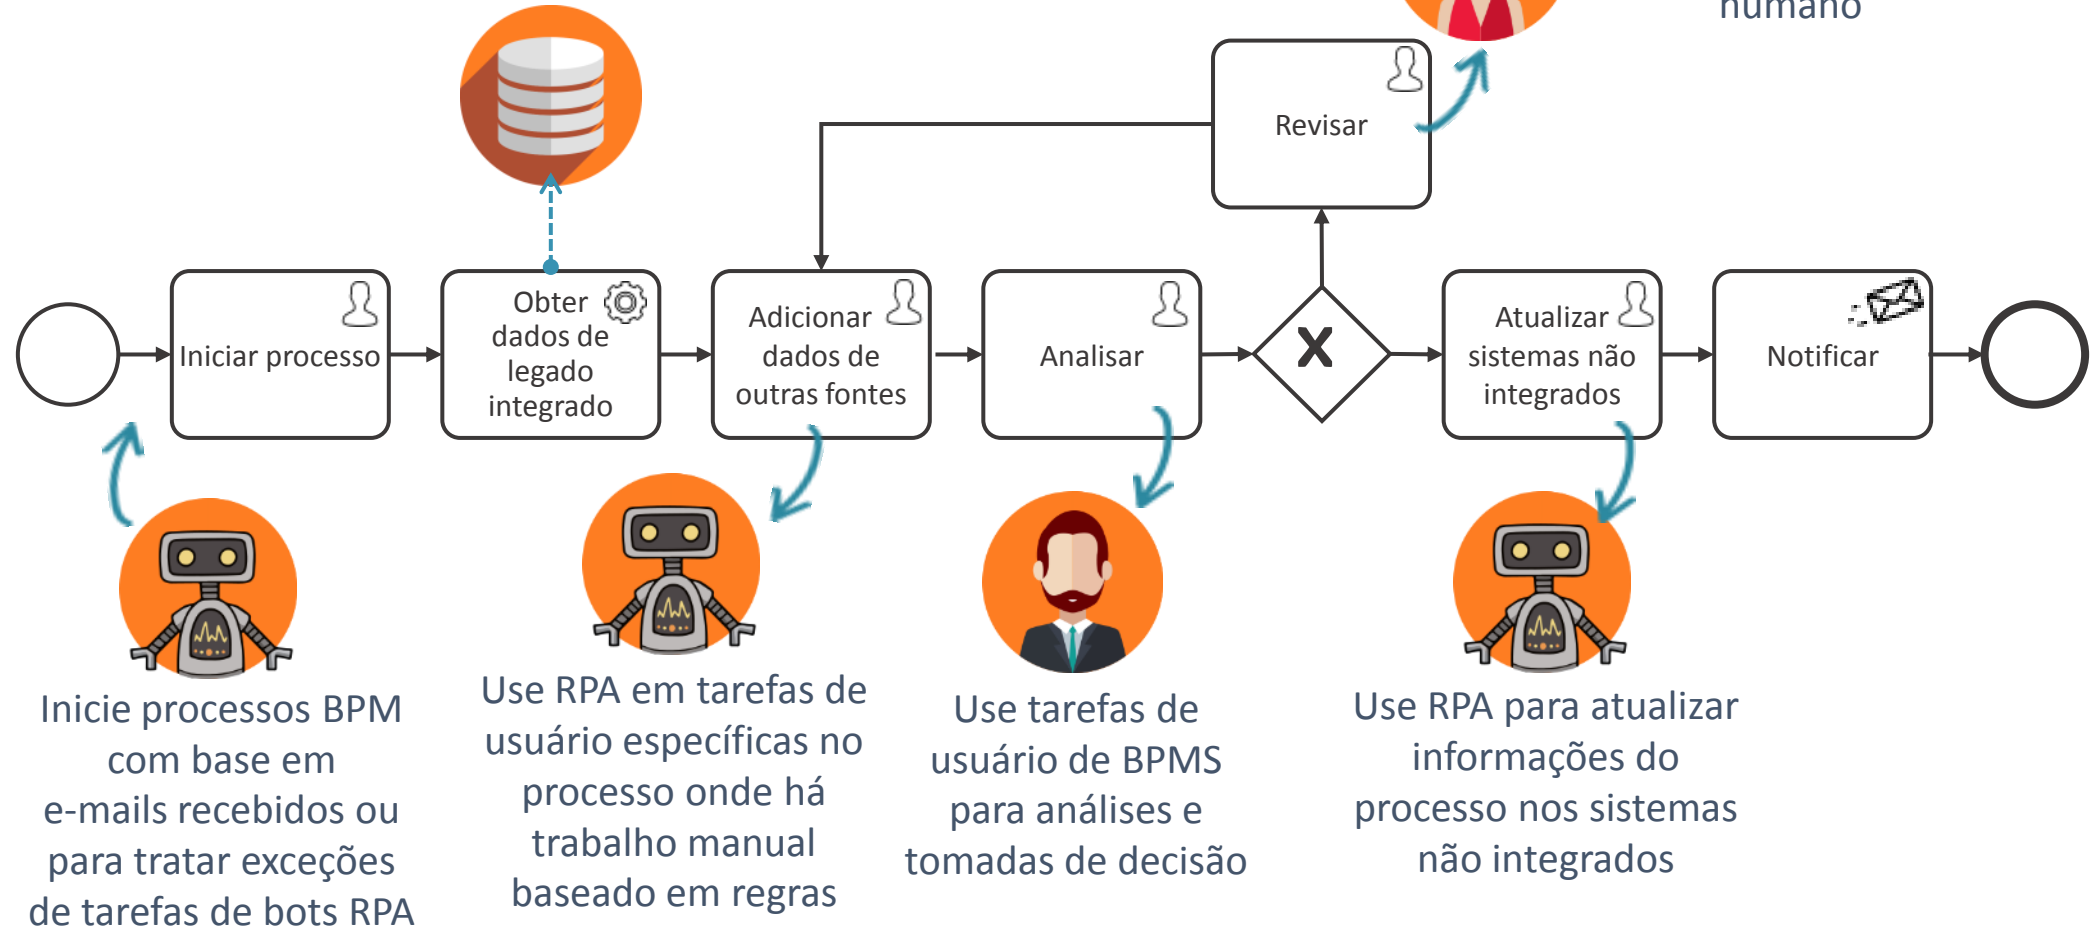 humano
Revisar
Iniciar processo
Obter
dados de
legado
integrado
Adicionar
dados de
outras fontes
Analisar
X
Atualizar
sistemas não
integrados
Notificar
Inicie processos BPM
com base em
e-mails recebidos ou
para tratar exceções
de tarefas de bots RPA
Use RPA em tarefas de
usuário específicas no
processo onde há
trabalho manual
baseado em regras
Use tarefas de
usuário de BPMS
para análises e
tomadas de decisão
Use RPA para atualizar
informações do
processo nos sistemas
não integrados